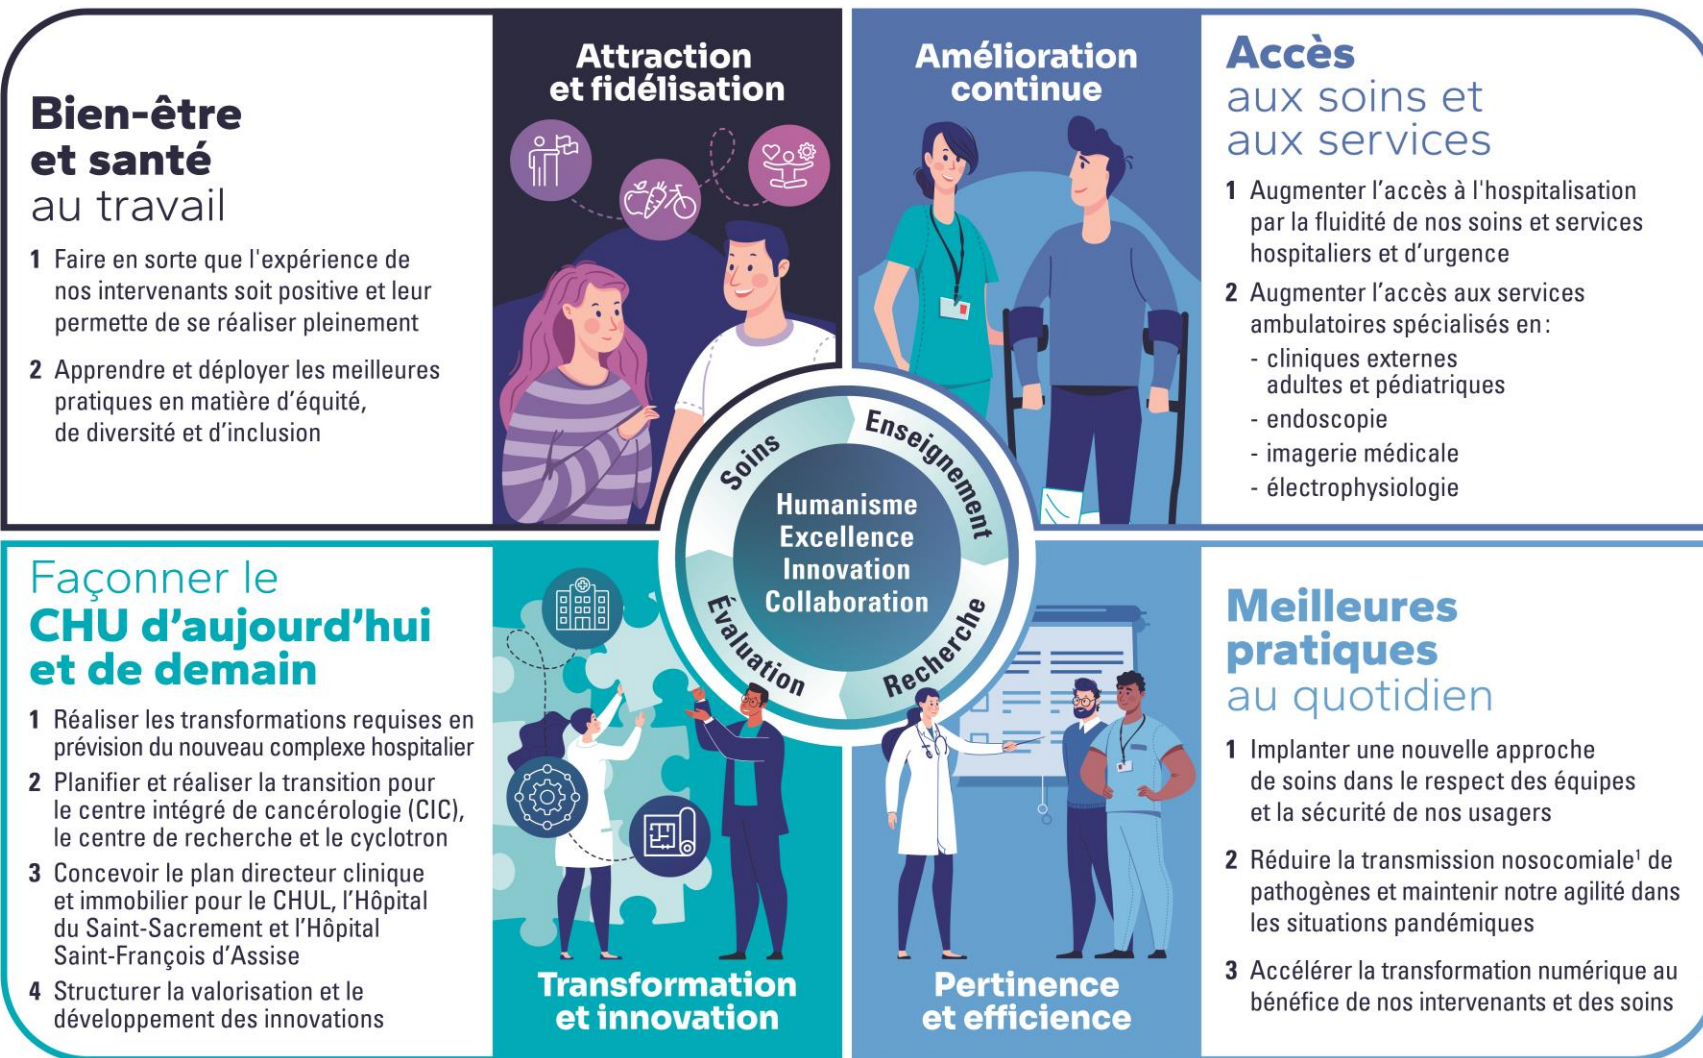 Bien-être
et santé
au travail
1 Faire en sorte que l'expérience de
nos intervenants soit positive et leur
permette de se réaliser pleinement
2 Apprendre et déployer les meilleures
pratiques en matière d'équité,
de diversité et d'inclusion
Attraction
et fidélisation
Amélioration
continue
Accès
aux soins et
aux services
1 Augmenter l'accès à l'hospitalisation
par la fluidité de nos soins et services
hospitaliers et d'urgence
2 Augmenter l'accès aux services
ambulatoires spécialisés en :
- cliniques externes
adultes et pédiatriques
- endoscopie
- imagerie médicale
- électrophysiologie
Soins
Enseignement
Recherche
Évaluation
Humanisme
Excellence
Innovation
Collaboration
Façonner le
CHU d'aujourd'hui
et de demain
1 Réaliser les transformations requises en
prévision du nouveau complexe hospitalier
2 Planifier et réaliser la transition pour
le centre intégré de cancérologie (CIC),
le centre de recherche et le cyclotron
3 Concevoir le plan directeur clinique
et immobilier pour le CHUL, l'Hôpital
du Saint-Sacrement et l'Hôpital
Saint-François d'Assise
4 Structurer la valorisation et le
développement des innovations
Transformation
et innovation
Pertinence
et efficience
Meilleures
pratiques
au quotidien
1 Implanter une nouvelle approche
de soins dans le respect des équipes
et la sécurité de nos usagers
2 Réduire la transmission nosocomiale¹ de
pathogènes et maintenir notre agilité dans
les situations pandémiques
3 Accélérer la transformation numérique au
bénéfice de nos intervenants et des soins